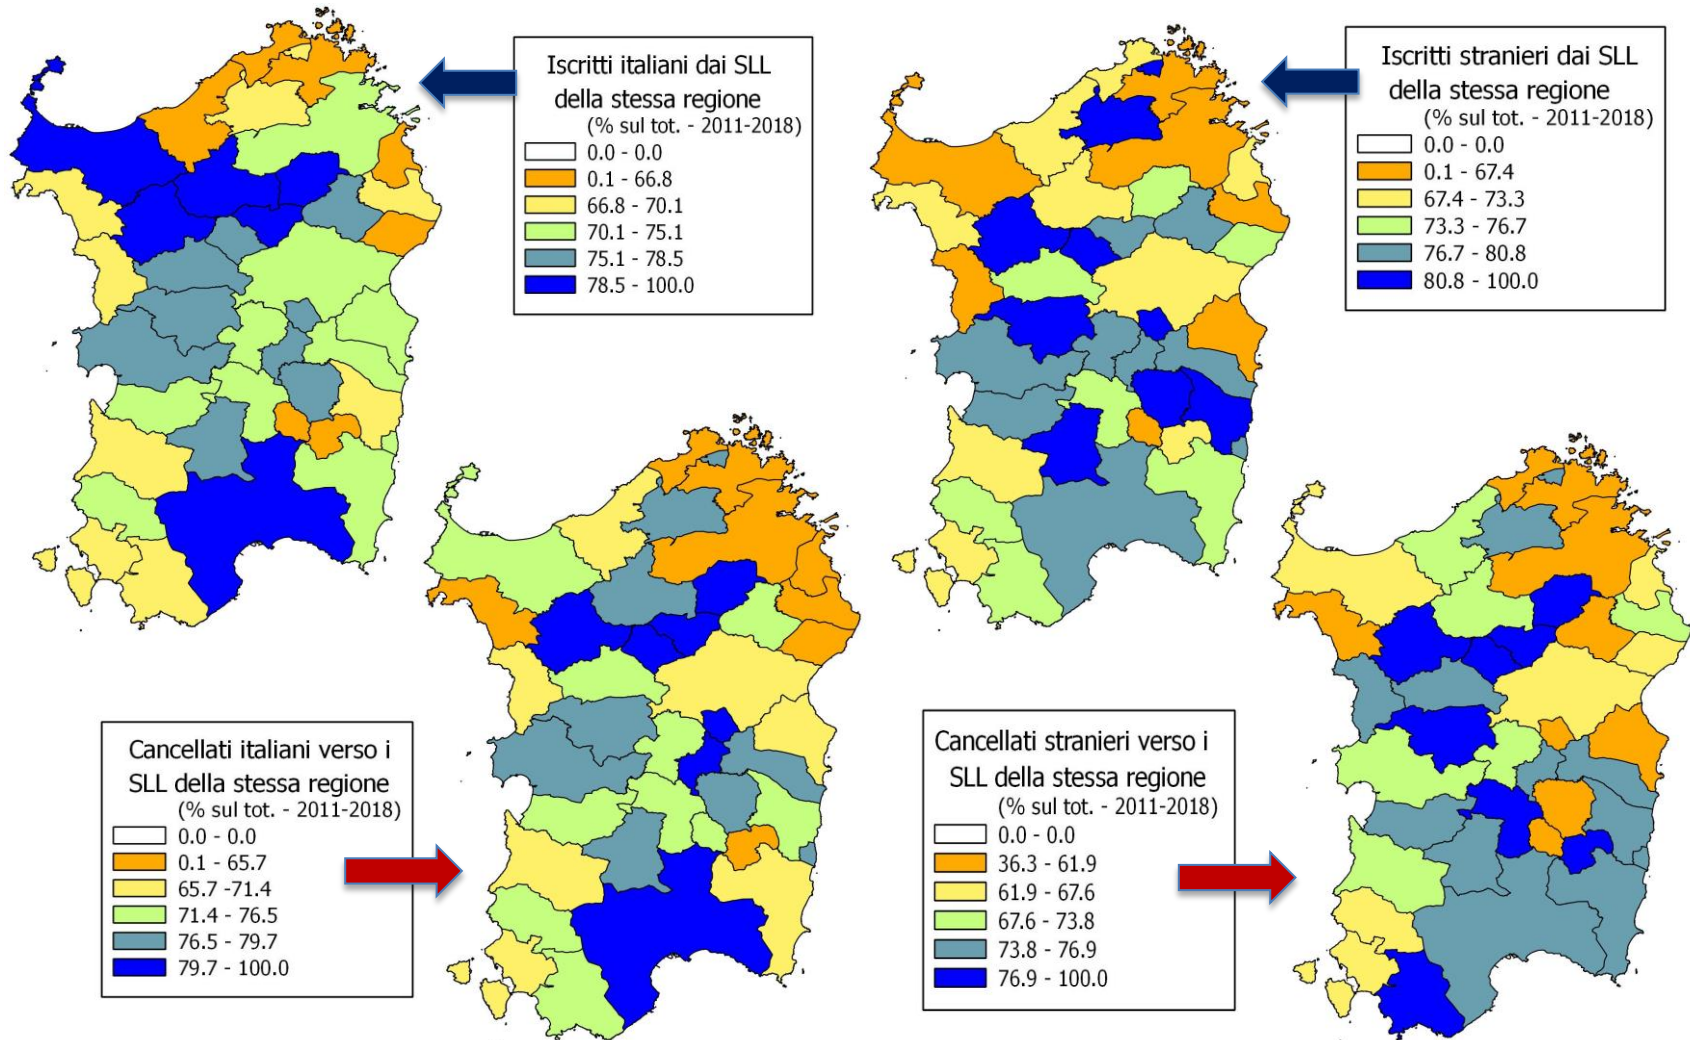 Iscritti italiani dai SLL
della stessa regione
(% sul tot. - 2011-2018)
0.0 - 0.0
0.1 - 66.8
66.8 - 70.1
70.1 - 75.1
75.1 - 78.5
78.5 - 100.0
Iscritti stranieri dai SLL
della stessa regione
(% sul tot. - 2011-2018)
0.0 - 0.0
0.1 - 67.4
67.4 - 73.3
73.3 - 76.7
76.7 - 80.8
80.8 - 100.0
Cancellati italiani verso i
SLL della stessa regione
(% sul tot. - 2011-2018)
0.0 - 0.0
0.1 - 65.7
65.7 -71.4
71.4 - 76.5
76.5 - 79.7
79.7 - 100.0
Cancellati stranieri verso i
SLL della stessa regione
(% sul tot. - 2011-2018)
0.0 - 0.0
36.3 - 61.9
61.9 - 67.6
67.6 - 73.8
73.8 - 76.9
76.9 - 100.0